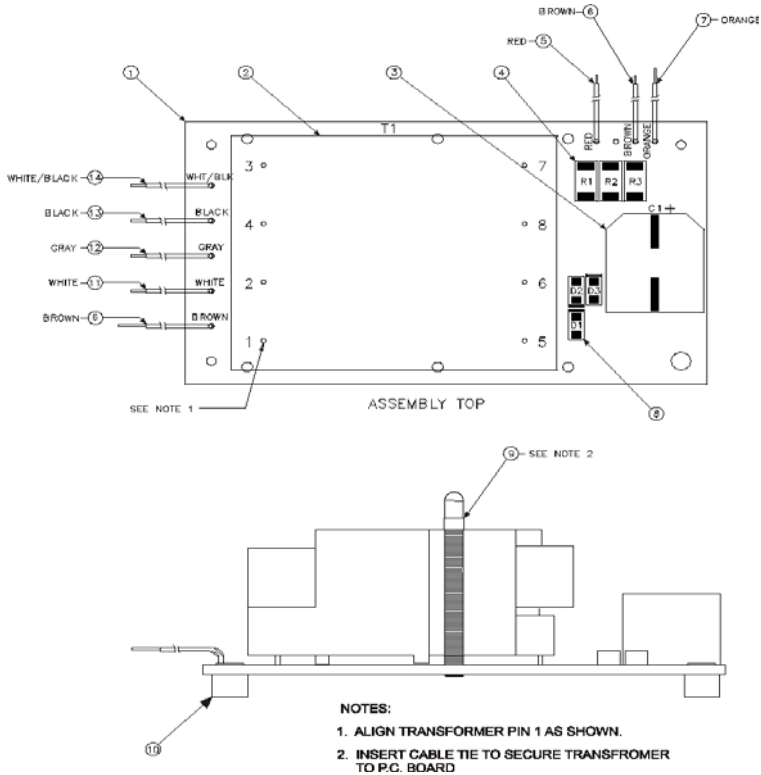 BROWN 6
7 ORANGE
RED 5
1
2
3
4
T1
RED
BROWN
ORANGE
WHITE/BLACK 14
WHT/BLK
3
7
R1 R2 R3
BLACK 13
BLACK
4
8
C1+
GRAY 12
GRAY
WHITE 11
WHITE
2
6
D2 D3
BROWN 6
BROWN
1
5
D1
SEE NOTE 1
ASSEMBLY TOP
8
9 SEE NOTE 2
10
NOTES:
1. ALIGN TRANSFORMER PIN 1 AS SHOWN.
2. INSERT CABLE TIE TO SECURE TRANSFROMER
TO P.C. BOARD